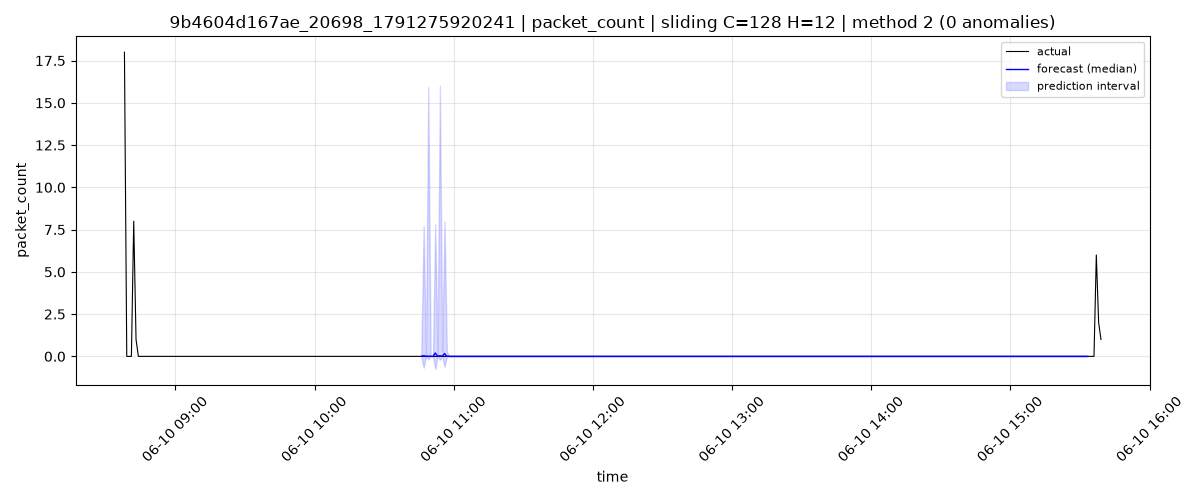 9b4604d167ae_20698_1791275920241 | packet_count | sliding C=128 H=12 | method 2 (0 anomalies)
actual
forecast (median)
prediction interval
packet_count
17.5
15.0
12.5
10.0
7.5
5.0
2.5
0.0
06-10 09:00
06-10 10:00
06-10 11:00
06-10 12:00
06-10 13:00
06-10 14:00
06-10 15:00
06-10 16:00
time